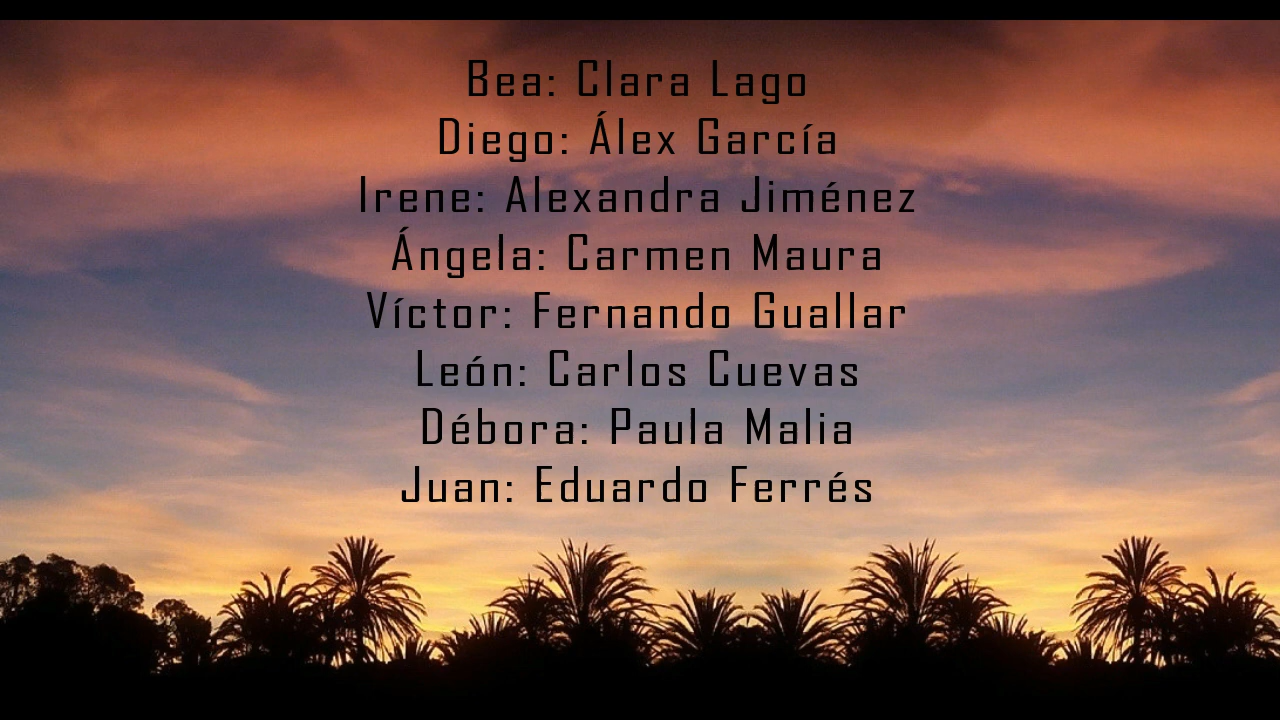 Bea: Clara Lago
Diego: Álex García
Irene: Alexandra Jiménez
Ángela: Carmen Maura
Víctor: Fernando Guallar
León: Carlos Cuevas
Débora: Paula Malia
Juan: Eduardo Ferrés